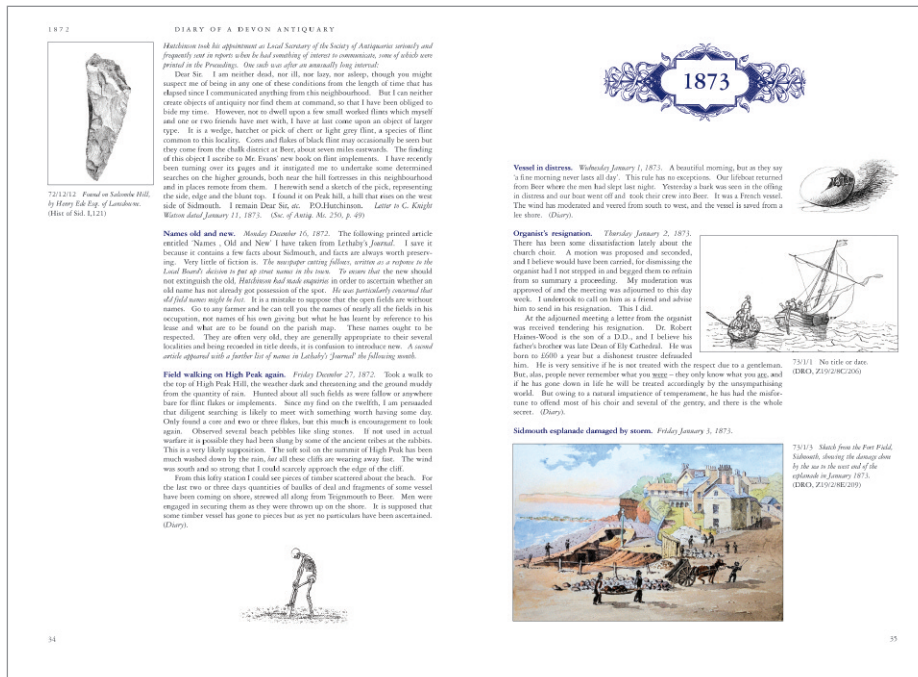 1872
DIARY OF A DEVON ANTIQUARY
72/12/12 Found on Salcombe Hill,
by Henry Ede Esq. of Lansdowne.
(Hist of Sid. I,121)
Hutchinson took his appointment as Local Secretary of the Society of Antiquaries seriously and
frequently sent in reports when he had something of interest to communicate, some of which were
printed in the Proceedings. One such was after an unusually long interval:
Dear Sir. I am neither dead, nor ill, nor lazy, nor asleep, though you might
suspect me of being in any one of these conditions from the length of time that has
elapsed since I communicated anything from this neighbourhood. But I can neither
create objects of antiquity nor find them at command, so that I have been obliged to
bide my time. However, not to dwell upon a few small worked flints which myself
and one or two friends have met with, I have at last come upon an object of larger
type. It is a wedge, hatchet or pick of chert or light grey flint, a species of flint
common to this locality. Cores and flakes of black flint may occasionally be seen but
they come from the chalk district at Beer, about seven miles eastwards. The finding
of this object I ascribe to Mr. Evans' new book on flint implements. I have recently
been turning over its pages and it instigated me to undertake some determined
searches on the higher grounds, both near the hill fortresses in this neighbourhood
and in places remote from them. I herewith send a sketch of the pick, representing
the side, edge and the blunt top. I found it on Peak hill, a hill that rises on the west
side of Sidmouth. I remain Dear Sir, etc. P.O.Hutchinson. Letter to C. Knight
Watson dated January 11, 1873. (Soc. of Antiq. Ms. 250, p. 49)
Names old and new. Monday December 16, 1872. The following printed article
entitled 'Names , Old and New' I have taken from Lethaby's Journal. I save it
because it contains a few facts about Sidmouth, and facts are always worth preserv-
ing. Very little of fiction is. The newspaper cutting follows, written as a response to the
Local Board's decision to put up street names in the town. To ensure that the new should
not extinguish the old, Hutchinson had made enquiries in order to ascertain whether an
old name has not already got possession of the spot. He was particularly concerned that
old field names might be lost. It is a mistake to suppose that the open fields are without
names. Go to any farmer and he can tell you the names of nearly all the fields in his
occupation, not names of his own giving but what he has learnt by reference to his
lease and what are to be found on the parish map. These names ought to be
respected. They are often very old, they are generally appropriate to their several
localities and being recorded in title deeds, it is confusion to introduce new. A second
article appeared with a further list of names in Lethaby's 'Journal' the following month.
Field walking on High Peak again. Friday December 27, 1872. Took a walk to
the top of High Peak Hill, the weather dark and threatening and the ground muddy
from the quantity of rain. Hunted about all such fields as were fallow or anywhere
bare for flint flakes or implements. Since my find on the twelfth, I am persuaded
that diligent searching is likely to meet with something worth having some day.
Only found a core and two or three flakes, but this much is encouragement to look
again. Observed several beach pebbles like sling stones. If not used in actual
warfare it is possible they had been slung by some of the ancient tribes at the rabbits.
This is a very likely supposition. The soft soil on the summit of High Peak has been
much washed down by the rain, but all these cliffs are wearing away fast. The wind
was south and so strong that I could scarcely approach the edge of the cliff.
From this lofty station I could see pieces of timber scattered about the beach. For
the last two or three days quantities of baulks of deal and fragments of some vessel
have been coming on shore, strewed all along from Teignmouth to Beer. Men were
engaged in securing them as they were thrown up on the shore. It is supposed that
some timber vessel has gone to pieces but as yet no particulars have been ascertained.
(Diary).
34
1873
Vessel in distress. Wednesday January 1, 1873. A beautiful morning, but as they say
'a fine morning never lasts all day'. This rule has no exceptions. Our lifeboat returned
from Beer where the men had slept last night. Yesterday a bark was seen in the offing
in distress and our boat went off and took their crew into Beer. It was a French vessel.
The wind has moderated and veered from south to west, and the vessel is saved from a
lee shore. (Diary).
Organist's resignation. Thursday January 2, 1873.
There has been some dissatisfaction lately about the
church choir. A motion was proposed and seconded,
and I believe would have been carried, for dismissing the
organist had I not stepped in and begged them to refrain
from so summary a proceeding. My moderation was
approved of and the meeting was adjourned to this day
week. I undertook to call on him as a friend and advise
him to send in his resignation. This I did.
At the adjourned meeting a letter from the organist
was received tendering his resignation. Dr. Robert
Haines-Wood is the son of a D.D., and I believe his
father's brother was late Dean of Ely Cathedral. He was
born to £600 a year but a dishonest trustee defrauded
him. He is very sensitive if he is not treated with the respect due to a gentleman.
But, alas, people never remember what you were – they only know what you are, and
if he has gone down in life he will be treated accordingly by the unsympathising
world. But owing to a natural impatience of temperament, he has had the misfor-
tune to offend most of his choir and several of the gentry, and there is the whole
secret. (Diary).
73/1/1 No title or date.
(DRO, Z19/2/8C/206)
Sidmouth esplanade damaged by storm. Friday January 3, 1873.
73/1/3 Sketch from the Fort Field,
Sidmouth, showing the damage done
by the sea to the west end of the
esplanade in January 1873.
(DRO, Z19/2/8E/209)
35